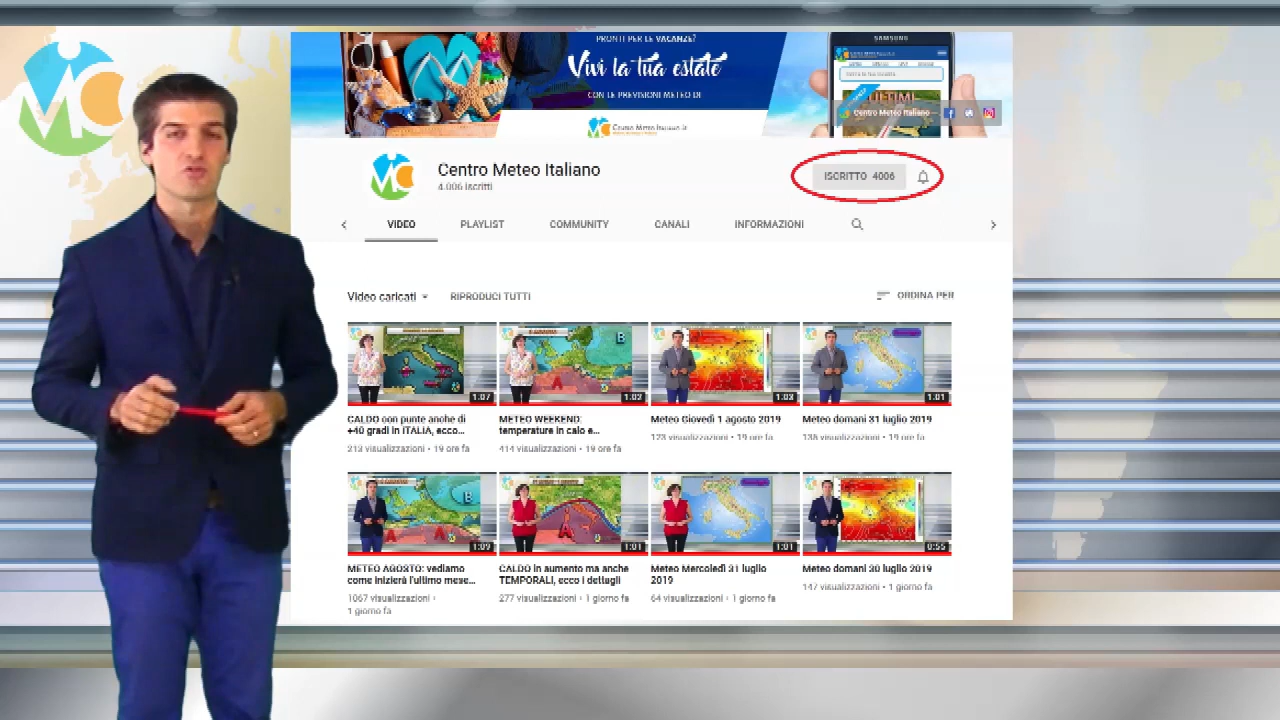 PRONTI PER LE VACANZE?
Vivi la tua estate
CON LE PREVISIONI METEO DI
Centro Meteo Italiano.it
SAMSUNG
ULTIME
Centro Meteo Italiano
MC
Centro Meteo Italiano
4.006 iscritti
ISCRITTO 4006
VIDEO PLAYLIST COMMUNITY CANALI INFORMAZIONI
Video caricati RIPRODUCI TUTTI ORDINA PER
B
A
1:07 1:02 1:03 1:01
CALDO con punte anche di
+40 gradi in ITALIA, ecco...
213 visualizzazioni • 19 ore fa
METEO WEEKEND:
temperature in calo e...
414 visualizzazioni • 19 ore fa
Meteo Giovedì 1 agosto 2019
123 visualizzazioni • 19 ore fa
Meteo domani 31 luglio 2019
138 visualizzazioni • 19 ore fa
B
A A
A
1:09 1:01 1:01 0:55
METEO AGOSTO: vediamo
come inizierà l'ultimo mese...
1067 visualizzazioni •
1 giorno fa
CALDO in aumento ma anche
TEMPORALI, ecco i dettagli
277 visualizzazioni • 1 giorno fa
Meteo Mercoledì 31 luglio
2019
64 visualizzazioni • 1 giorno fa
Meteo domani 30 luglio 2019
147 visualizzazioni • 1 giorno fa